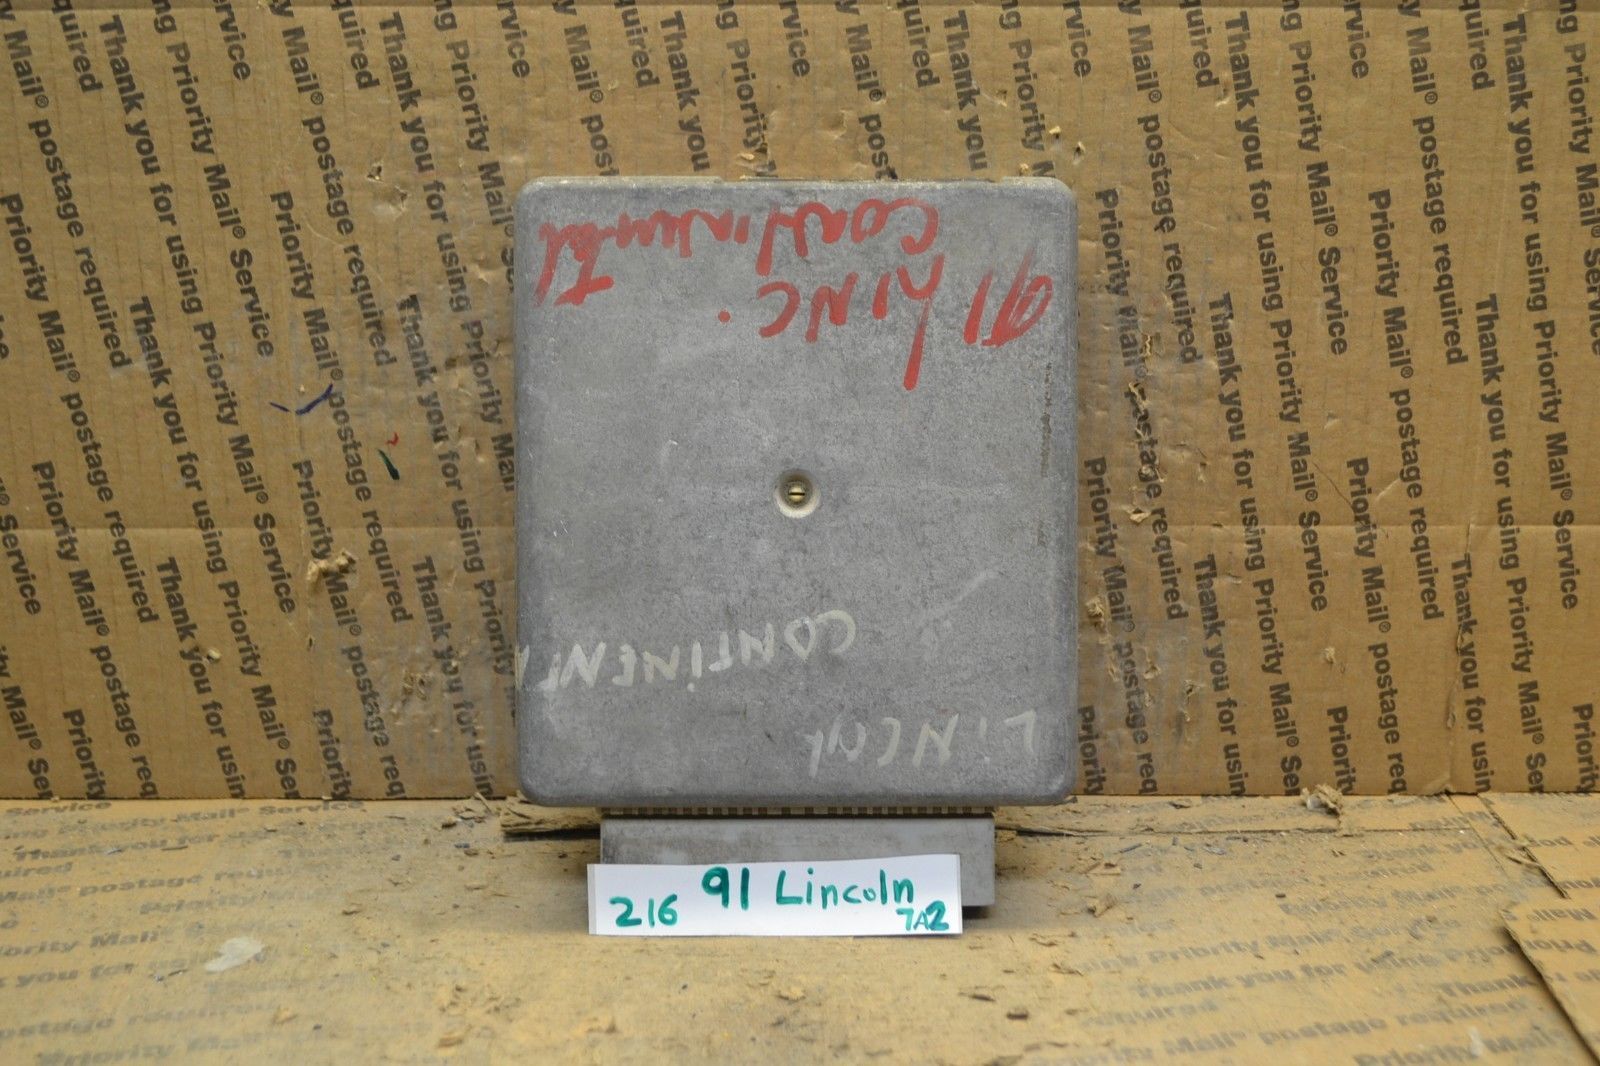 91 LINC.
Continental
LINCOLN
CONTINENTA
216 91 Lincoln
7A2
Thank you for using Priority Mail® Service
Priority Mail® postage required